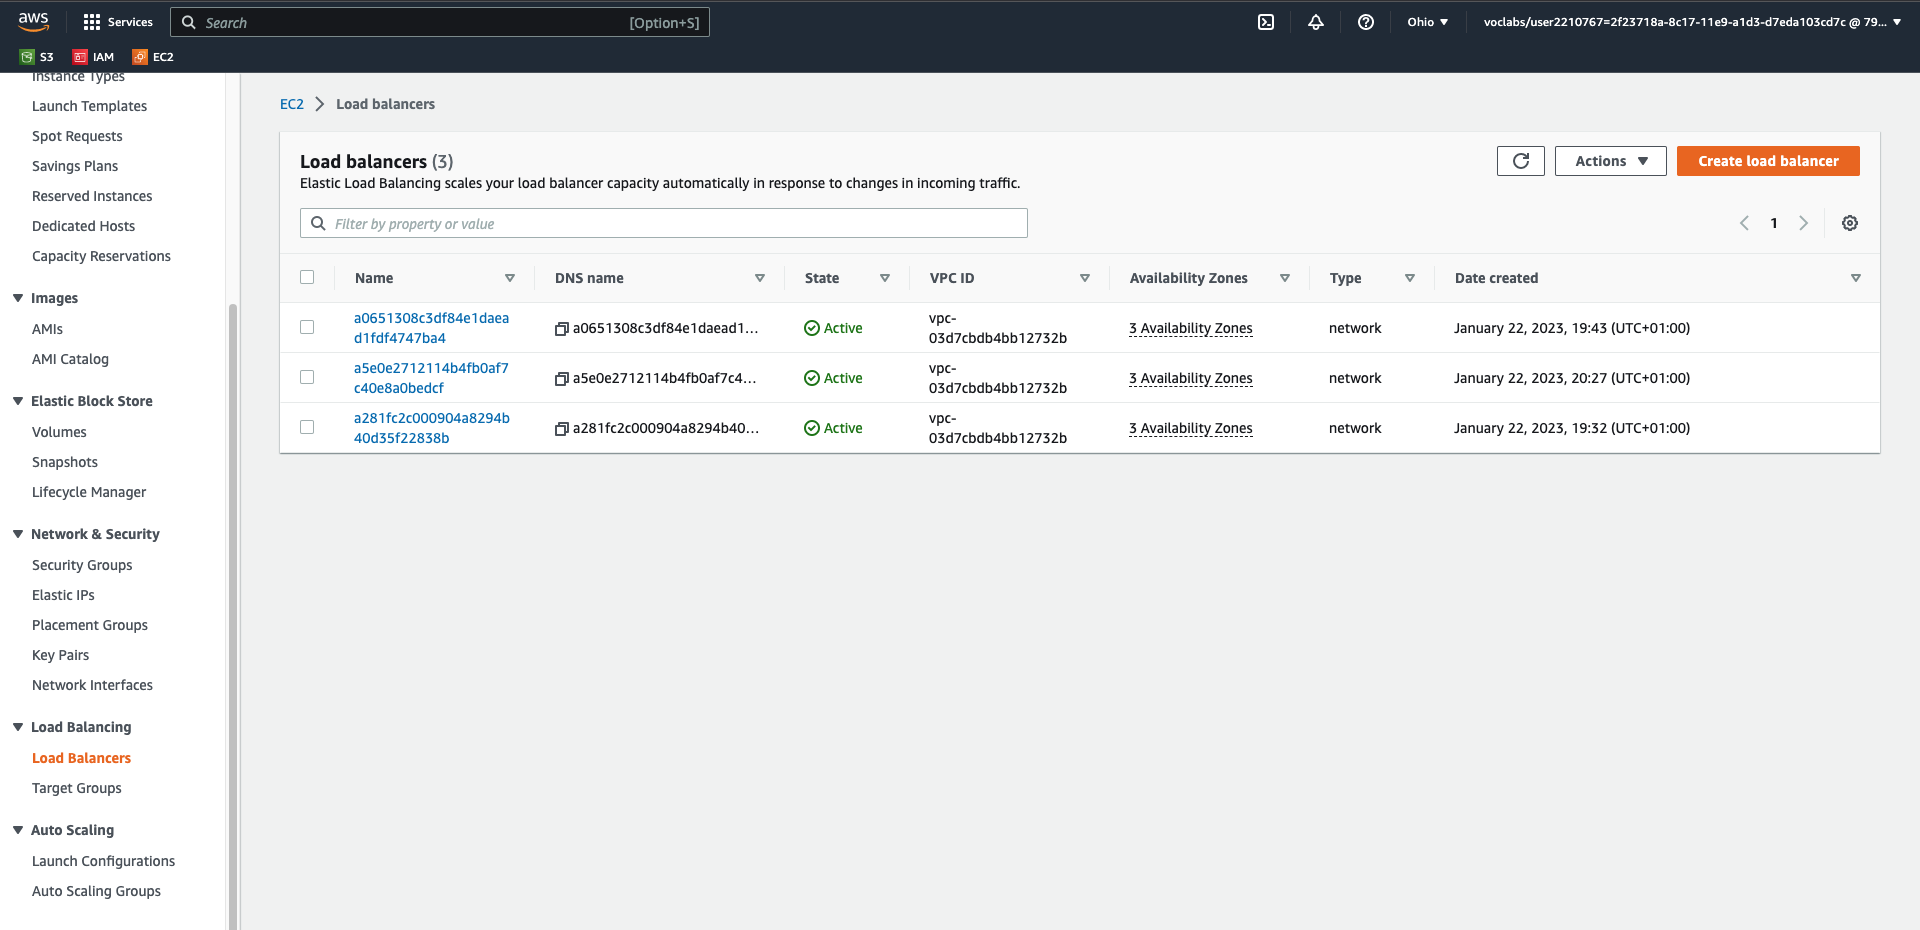 aws
Services
Search
[Option+S]
Ohio
voclabs/user2210767=2f23718a-8c17-11e9-a1d3-d7eda103cd7c @ 79...
S3
IAM
EC2
Instance Types
Launch Templates
Spot Requests
Savings Plans
Reserved Instances
Dedicated Hosts
Capacity Reservations
Images
AMIs
AMI Catalog
Elastic Block Store
Volumes
Snapshots
Lifecycle Manager
Network & Security
Security Groups
Elastic IPs
Placement Groups
Key Pairs
Network Interfaces
Load Balancing
Load Balancers
Target Groups
Auto Scaling
Launch Configurations
Auto Scaling Groups
EC2
Load balancers
Load balancers (3)
Elastic Load Balancing scales your load balancer capacity automatically in response to changes in incoming traffic.
Actions
Create load balancer
Filter by property or value
1
Name
DNS name
State
VPC ID
Availability Zones
Type
Date created
a0651308c3df84e1daea
d1fdf4747ba4
a0651308c3df84e1daead1...
Active
vpc-
03d7cbdb4bb12732b
3 Availability Zones
network
January 22, 2023, 19:43 (UTC+01:00)
a5e0e2712114b4fb0af7
c40e8a0bedcf
a5e0e2712114b4fb0af7c4...
Active
vpc-
03d7cbdb4bb12732b
3 Availability Zones
network
January 22, 2023, 20:27 (UTC+01:00)
a281fc2c000904a8294b
40d35f22838b
a281fc2c000904a8294b40...
Active
vpc-
03d7cbdb4bb12732b
3 Availability Zones
network
January 22, 2023, 19:32 (UTC+01:00)